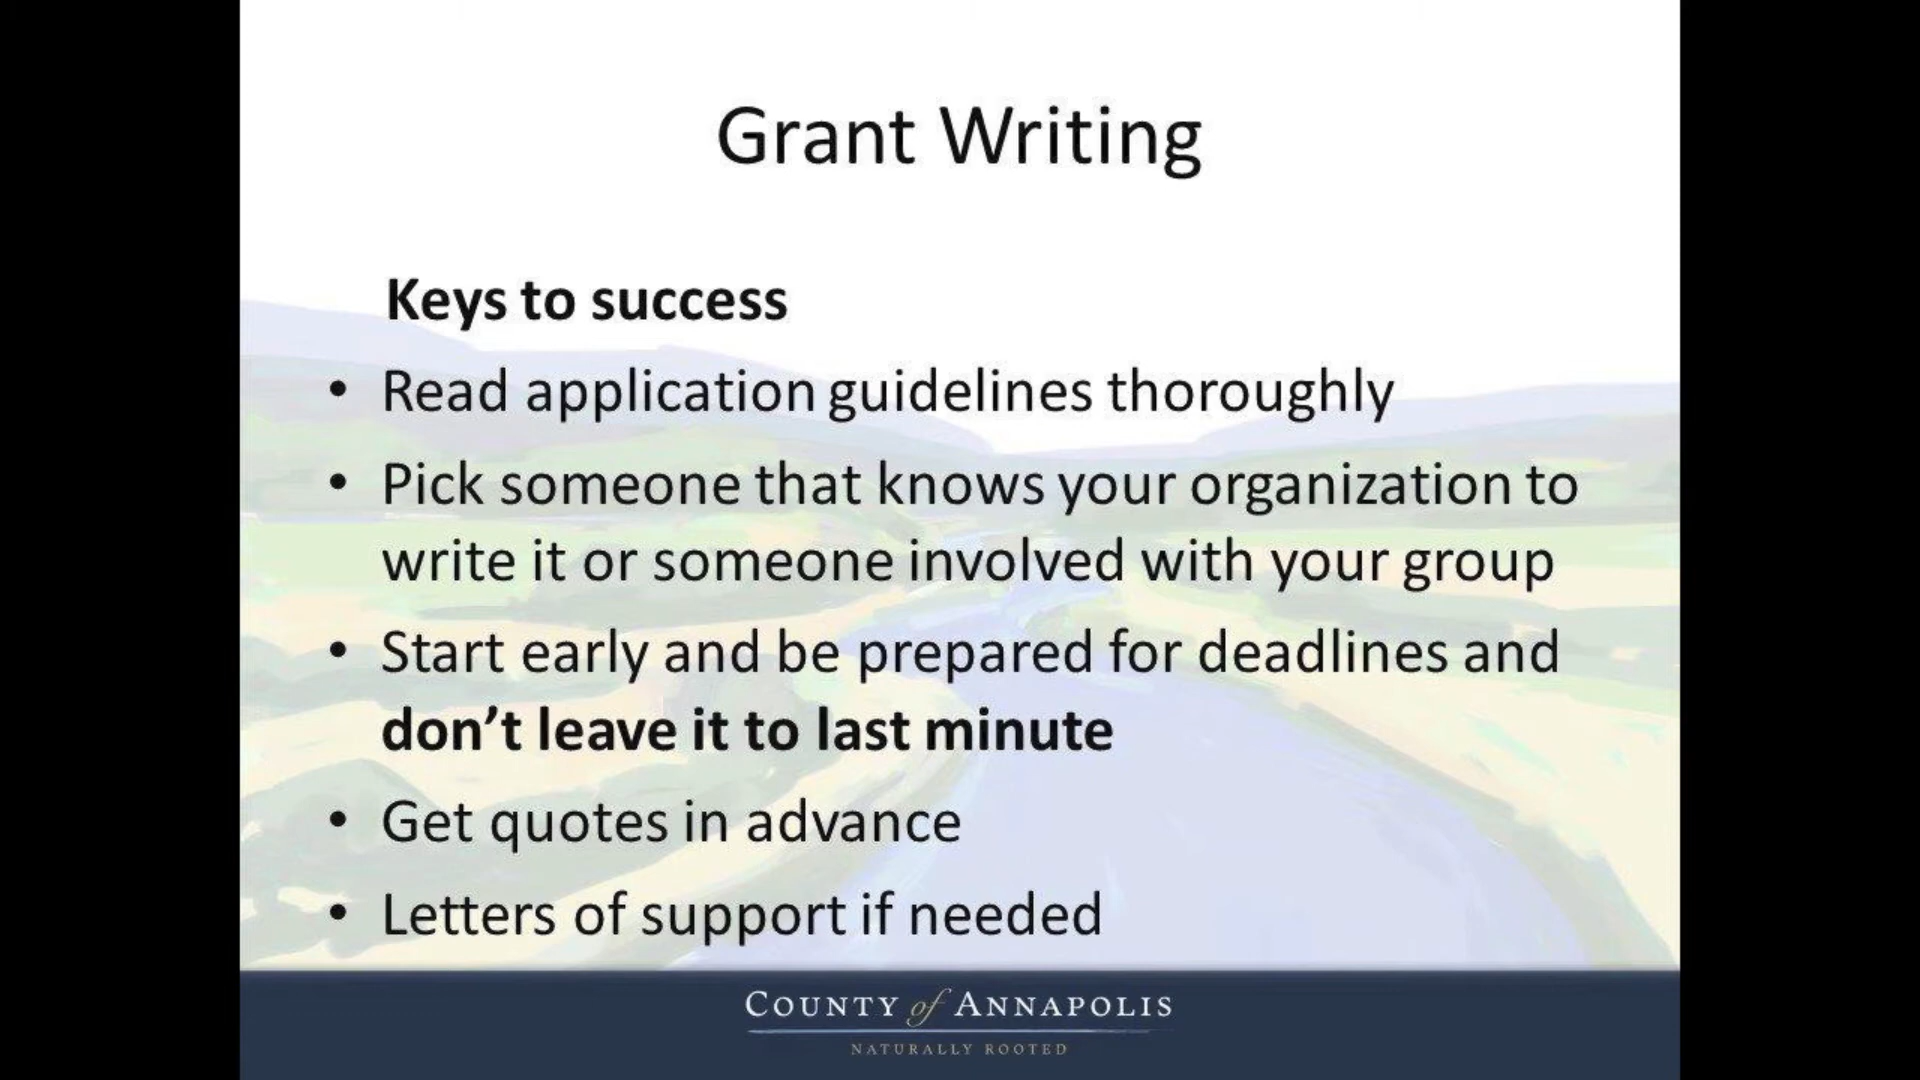 Grant Writing
Keys to success
• Read application guidelines thoroughly
• Pick someone that knows your organization to
write it or someone involved with your group
• Start early and be prepared for deadlines and
don’t leave it to last minute
• Get quotes in advance
• Letters of support if needed
COUNTY of ANNAPOLIS
NATURALLY ROOTED